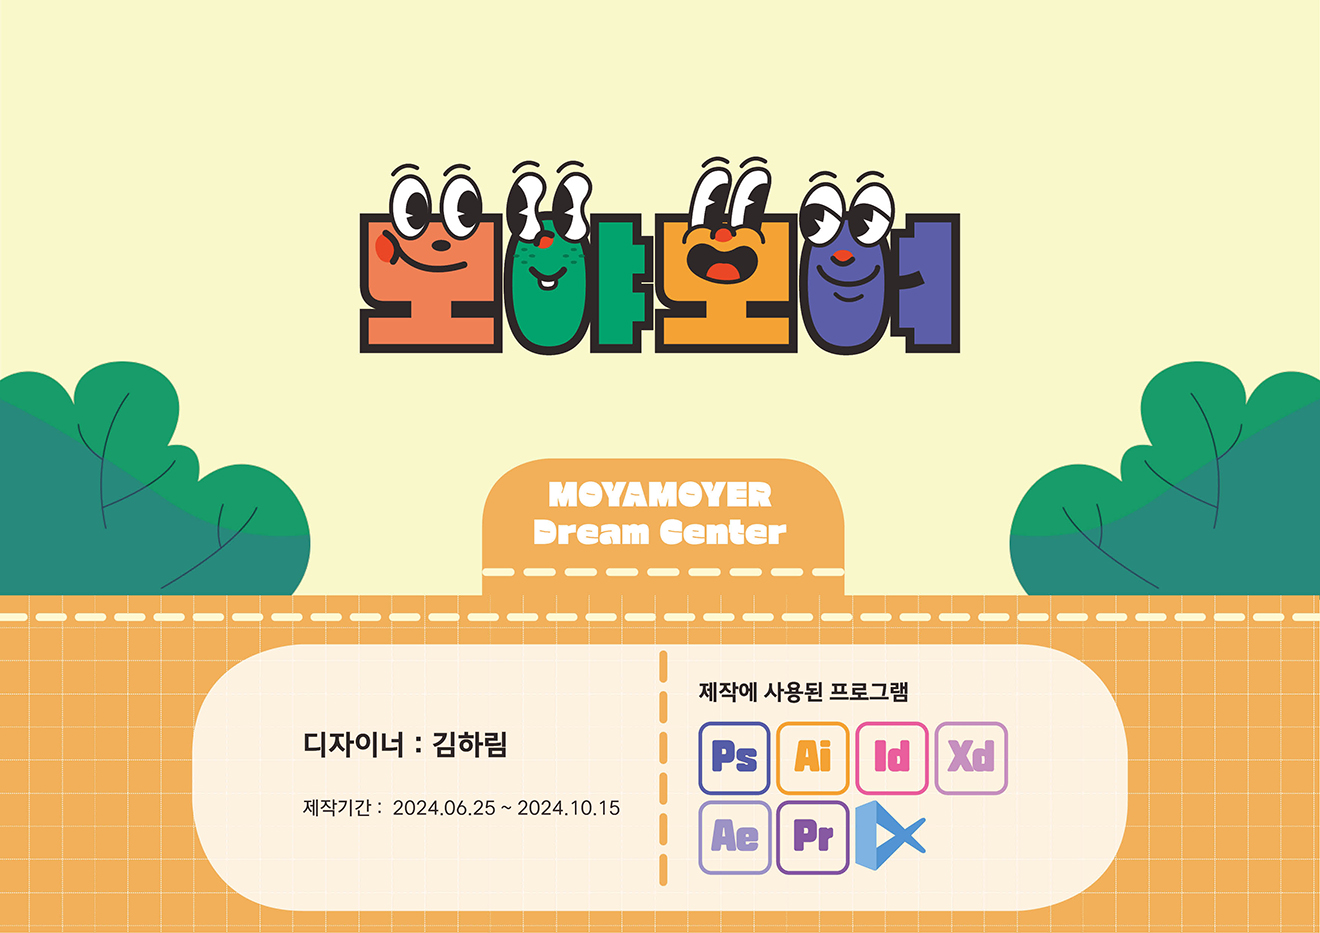 모야모여
MOYAMOYER
Dream Center
디자이너 : 김하림
제작기간 : 2024.06.25 ~ 2024.10.15
제작에 사용된 프로그램
Ps Ai Id Xd
Ae Pr